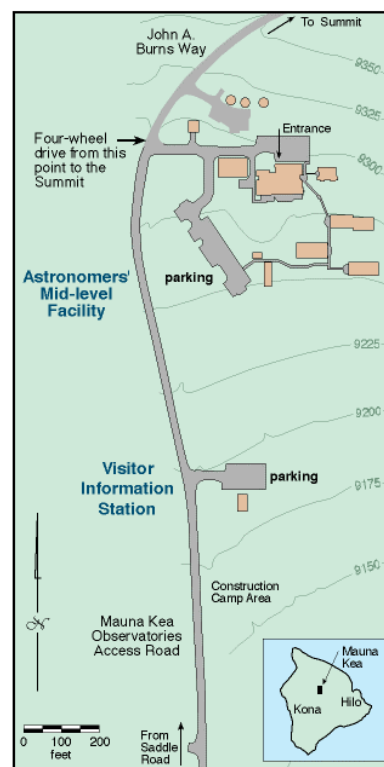 To Summit
John A.
Burns Way
9350
9325
Four-wheel
drive from this
point to the
Summit
Entrance
9300
Astronomers'
Mid-level
Facility
parking
9225
9200
Visitor
Information
Station
parking
9175
9150
Construction
Camp Area
Mauna Kea
Observatories
Access Road
N
Mauna
Kea
Hilo
Kona
0 100 200
feet
From
Saddle
Road